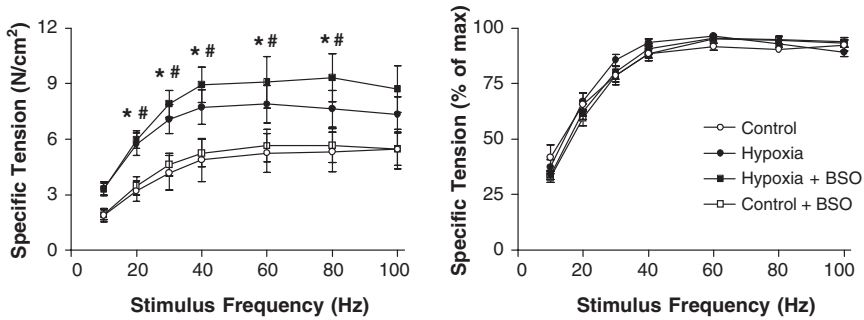 Specific Tension (N/cm²)
12
9
6
3
0
* #
* #
* #
* #
* #
0 20 40 60 80 100
Stimulus Frequency (Hz)
Specific Tension (% of max)
100
75
50
25
0
Control
Hypoxia
Hypoxia + BSO
Control + BSO
0 20 40 60 80 100
Stimulus Frequency (Hz)